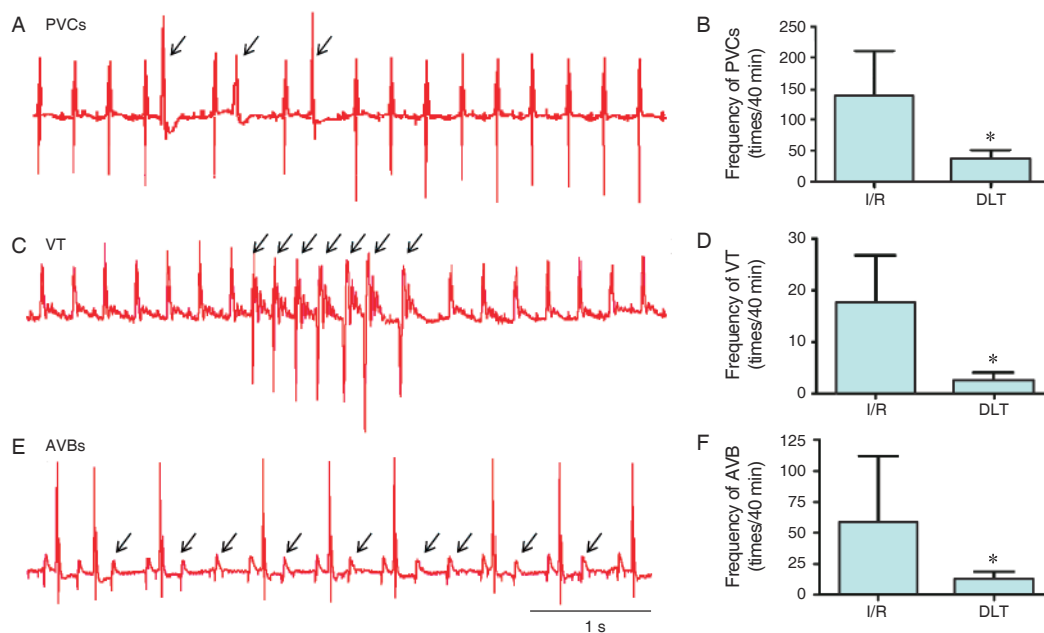 A PVCs
B
Frequency of PVCs
(times/40 min)
250
200
150
100
50
0
*
I/R DLT
C VT
D
Frequency of VT
(times/40 min)
30
20
10
0
*
I/R DLT
E AVBs
1 s
F
Frequency of AVB
(times/40 min)
125
100
75
50
25
0
*
I/R DLT